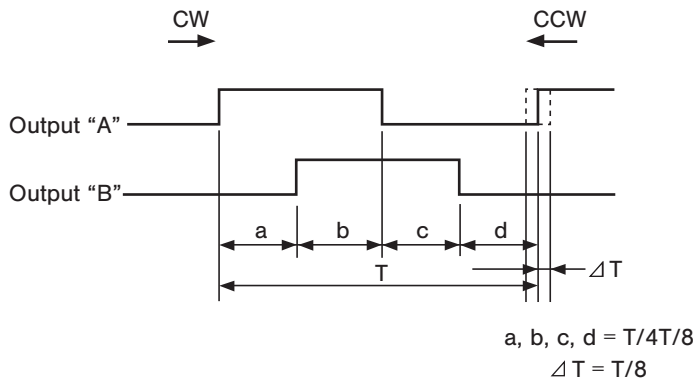 CW CCW
Output “A”
Output “B”
a b c d
T
⊿T
a, b, c, d = T/4T/8
⊿T = T/8